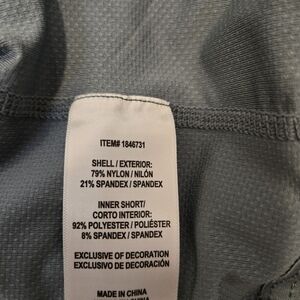 ITEM# 1846731
SHELL / EXTERIOR:
79% NYLON / NILÓN
21% SPANDEX / SPANDEX
INNER SHORT/
CORTO INTERIOR:
92% POLYESTER / POLIÉSTER
8% SPANDEX / SPANDEX
EXCLUSIVE OF DECORATION
EXCLUSIVO DE DECORACIÓN
MADE IN CHINA